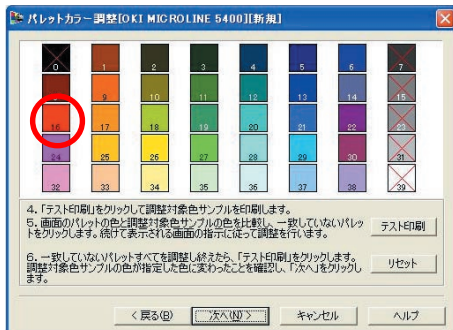 パレットカラー調整[OKI MICROLINE 5400][新規]
0 1 2 3 4 5 6 7
9 10 11 12 13 14 15
16 17 18 19 20 21 22 23
24 25 26 27 28 29 30 31
32 33 34 35 36 37 38 39
4. 「テスト印刷」をクリックして調整対象色サンプルを印刷します。
5. 画面のパレットの色と調整対象色サンプルの色を比較し、一致していないパレッ
トをクリックします。続けて表示される画面の指示に従って調整を行います。
テスト印刷
6. 一致していないパレットすべてを調整し終えたら、「テスト印刷」をクリックします。
調整対象色サンプルの色が指定した色に変わったことを確認し、「次へ」をクリックし
ます。
リセット
< 戻る(B) 次へ(N) > キャンセル ヘルプ